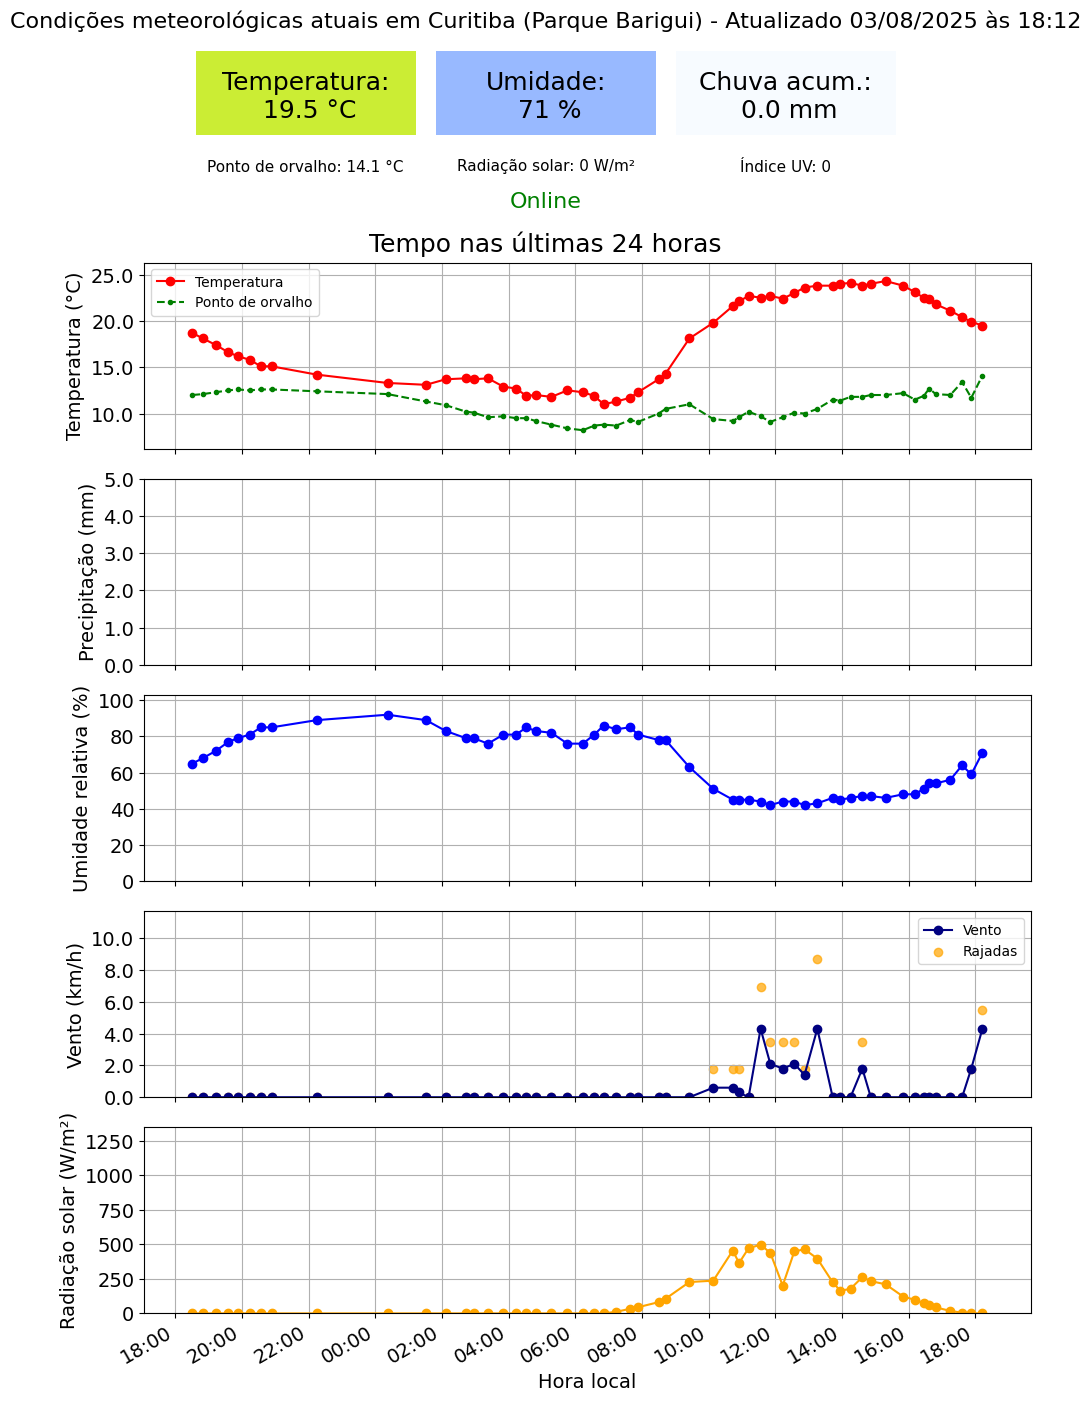 Condições meteorológicas atuais em Curitiba (Parque Barigui) - Atualizado 03/08/2025 às 18:12
Temperatura:
19.5 °C
Umidade:
71 %
Chuva acum.:
0.0 mm
Ponto de orvalho: 14.1 °C
Radiação solar: 0 W/m²
Índice UV: 0
Online
Tempo nas últimas 24 horas
Temperatura (°C)
25.0
20.0
15.0
10.0
Temperatura
Ponto de orvalho
Precipitação (mm)
5.0
4.0
3.0
2.0
1.0
0.0
Umidade relativa (%)
100
80
60
40
20
0
Vento (km/h)
10.0
8.0
6.0
4.0
2.0
0.0
Vento
Rajadas
Radiação solar (W/m²)
1250
1000
750
500
250
0
18:00
20:00
22:00
00:00
02:00
04:00
06:00
08:00
10:00
12:00
14:00
16:00
18:00
Hora local